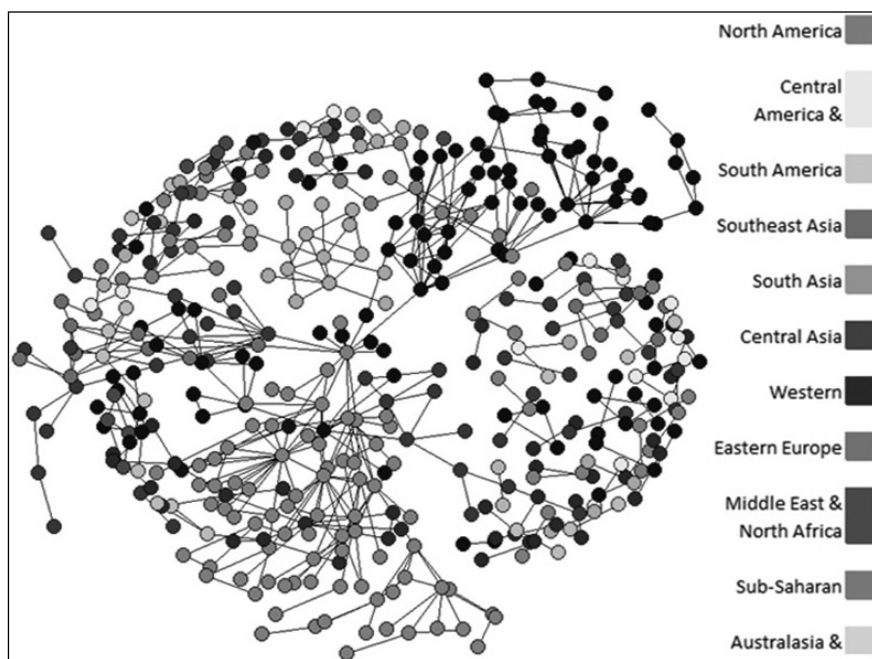 North America
Central
America &
South America
Southeast Asia
South Asia
Central Asia
Western
Eastern Europe
Middle East &
North Africa
Sub-Saharan
Australasia &